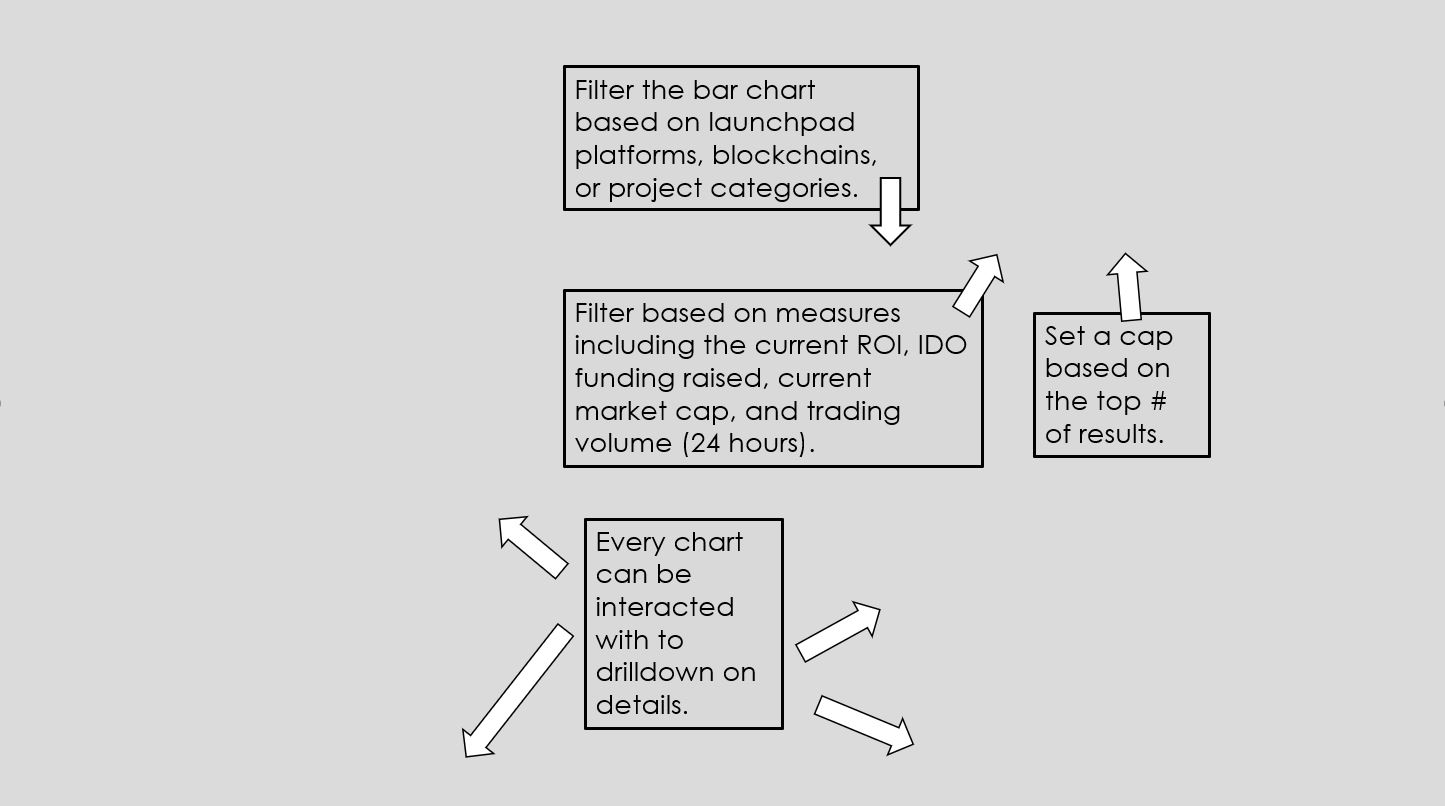 Filter the bar chart
based on launchpad
platforms, blockchains,
or project categories.
Filter based on measures
including the current ROI, IDO
funding raised, current
market cap, and trading
volume (24 hours).
Set a cap
based on
the top #
of results.
Every chart
can be
interacted
with to
drilldown on
details.